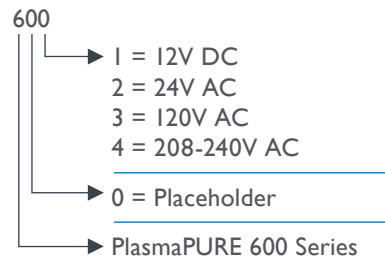 600
1 = 12V DC
2 = 24V AC
3 = 120V AC
4 = 208-240V AC
0 = Placeholder
PlasmaPURE 600 Series